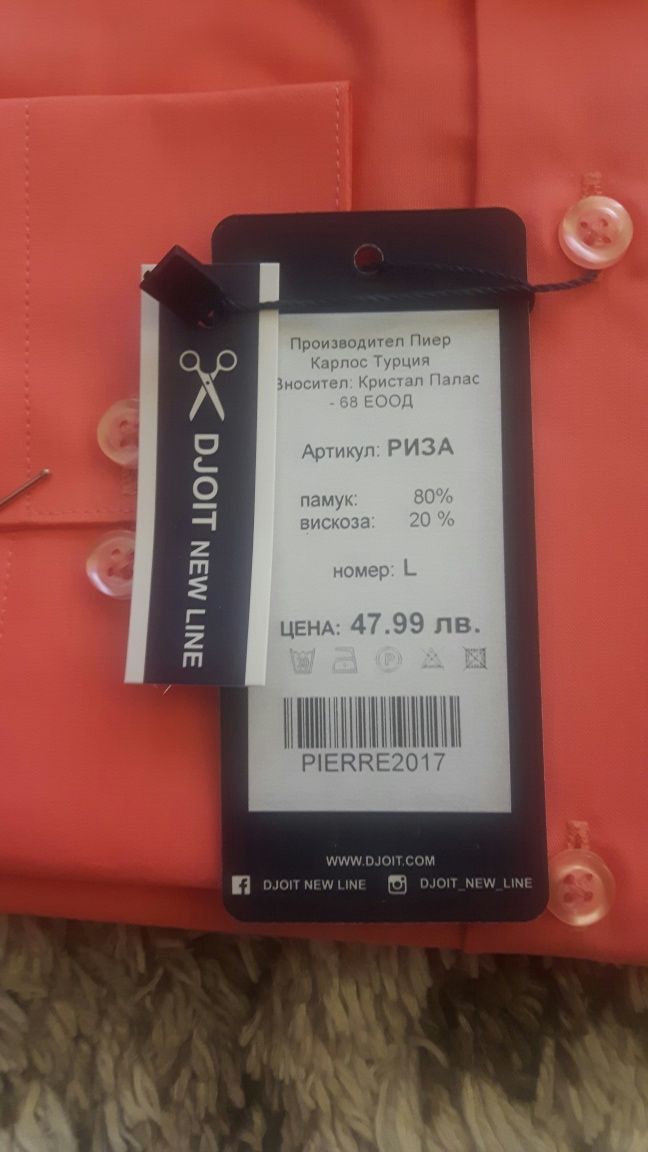 DJOIT NEW LINE
Производител Пиер
Карлос Турция
Вносител: Кристал Палас
- 68 ЕООД
Артикул: РИЗА
памук: 80%
вискоза: 20 %
номер: L
ЦЕНА: 47.99 лв.
PIERRE2017
WWW.DJOIT.COM
DJOIT NEW LINE DJOIT_NEW_LINE